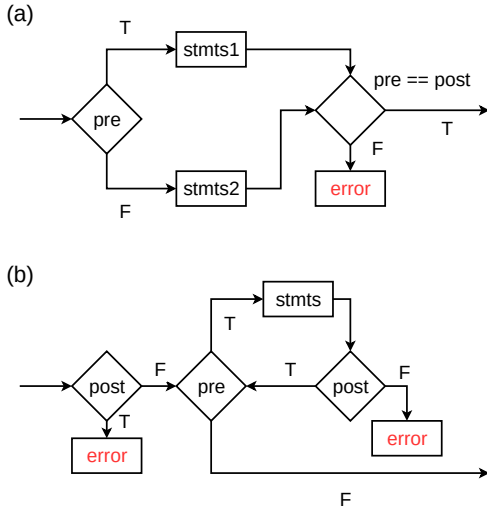 (a)
T
stmts1
pre == post
pre
T
F
F
stmts2
error
(b)
stmts
T
F
T
F
post
pre
post
T
error
error
F